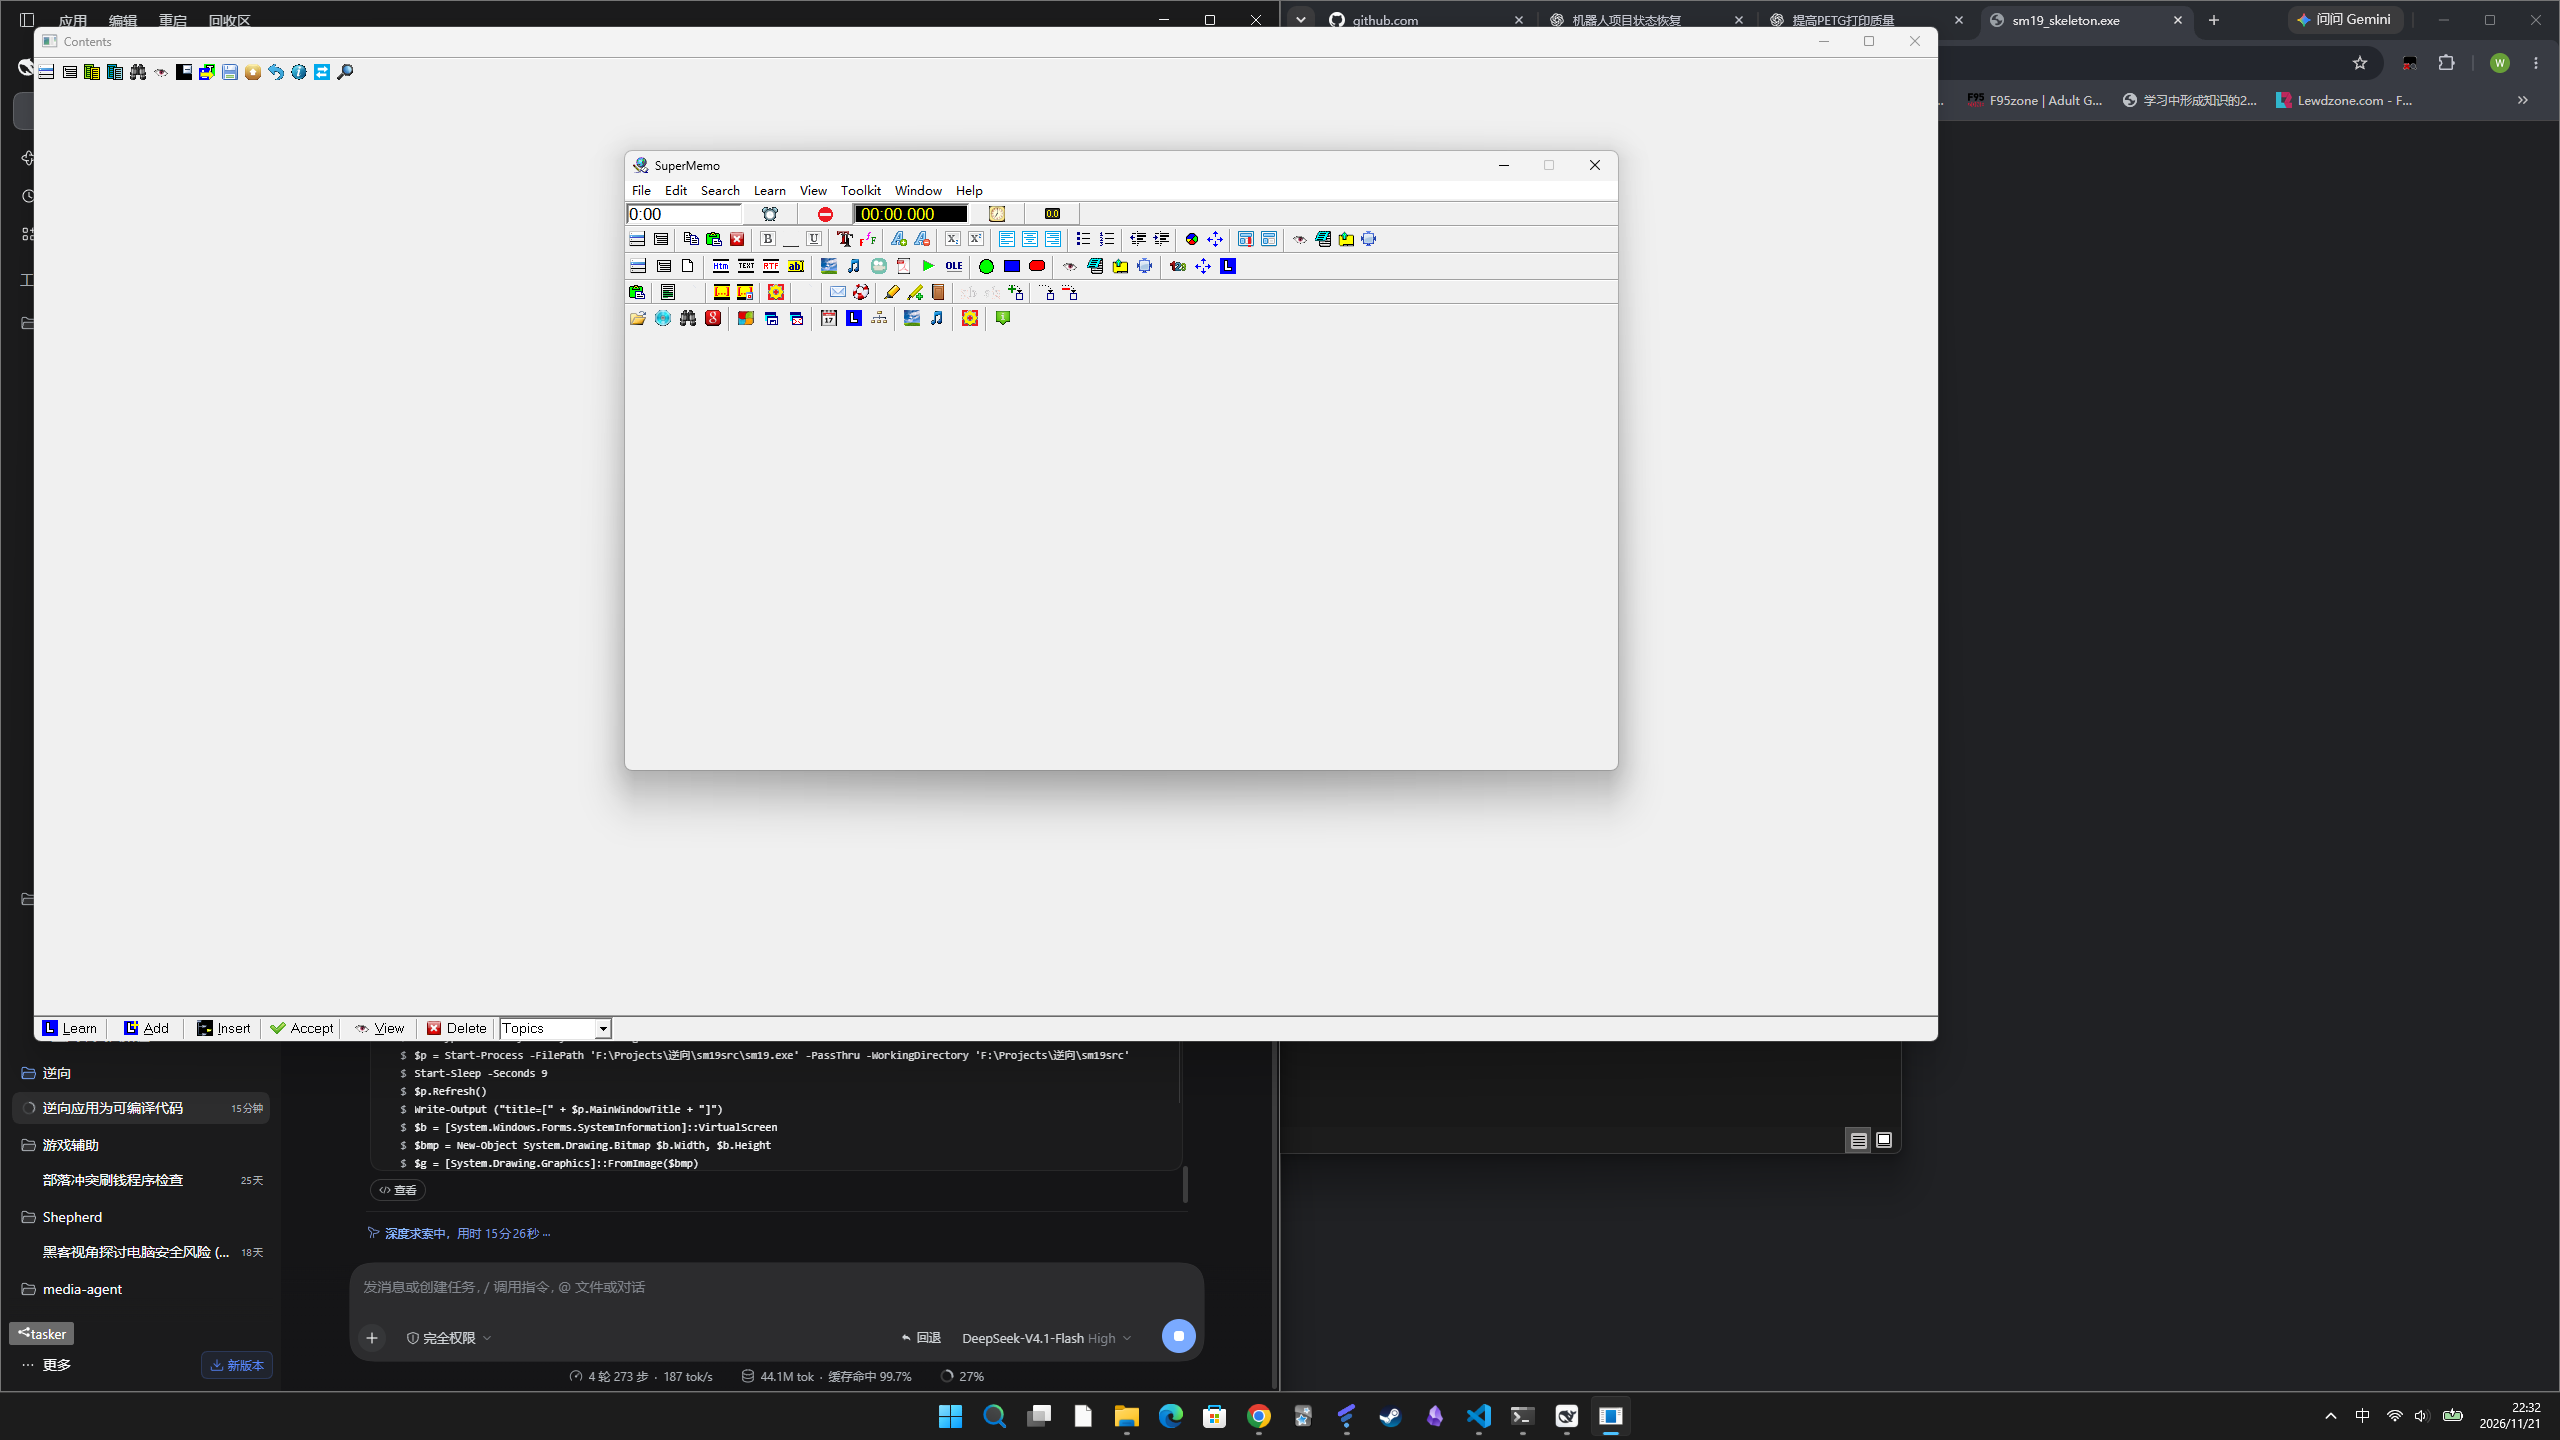 应用 编辑 重启 回收区
github.com
机器人项目状态恢复
提高PETG打印质量
sm19_skeleton.exe
问问 Gemini
Contents
W
F95zone | Adult G...
学习中形成知识的2...
Lewdzone.com - F...
SuperMemo
File Edit Search Learn View Toolkit Window Help
0:00
00:00.000
0.0
B U
Htm TEXT RTF ab
OLE
123
L
17 L
Learn Add Insert Accept View Delete Topics
$ $p = Start-Process -FilePath 'F:\Projects\逆向\sm19src\sm19.exe' -PassThru -WorkingDirectory 'F:\Projects\逆向\sm19src'
$ Start-Sleep -Seconds 9
$ $p.Refresh()
$ Write-Output ("title=[" + $p.MainWindowTitle + "]")
$ $b = [System.Windows.Forms.SystemInformation]::VirtualScreen
$ $bmp = New-Object System.Drawing.Bitmap $b.Width, $b.Height
$ $g = [System.Drawing.Graphics]::FromImage($bmp)
查看
深度求索中，用时 15分26秒 ...
逆向
逆向应用为可编译代码 15分钟
游戏辅助
部落冲突刷钱程序检查 25天
Shepherd
黑客视角探讨电脑安全风险 (... 18天
media-agent
tasker
更多
新版本
发消息或创建任务, / 调用指令, @ 文件或对话
完全权限
回退
DeepSeek-V4.1-Flash High
4 轮 273 步 · 187 tok/s
44.1M tok · 缓存命中 99.7%
27%
中
22:32
2026/11/21